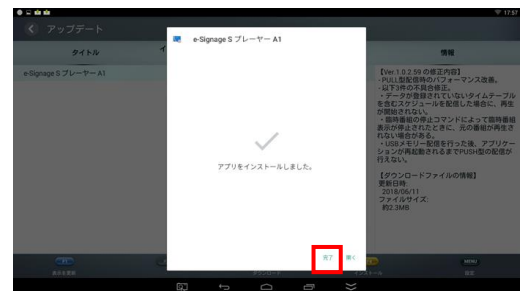 17:57
アップデート
タイトル
情報
e-Signage S プレーヤー A1
【Ver.1.0.2.59 の修正内容】
・PULL型配信時のパフォーマンス改善。
・以下3件の不具合修正。
・データが登録されていないタイムテーブル
を含むスケジュールを配信した場合に、再生
が開始されない。
・臨時番組の停止コマンドによって臨時番組
表示が停止されたときに、元の番組が再生さ
れない場合がある。
・USBメモリー配信を行った後、アプリケー
ションが再起動されるまでPUSH型の配信が
行えない。
【ダウンロードファイルの情報】
更新日時:
2018/06/11
ファイルサイズ:
約2.3MB
e-Signage S プレーヤー A1
アプリをインストールしました。
完了
開く
MENU
設定